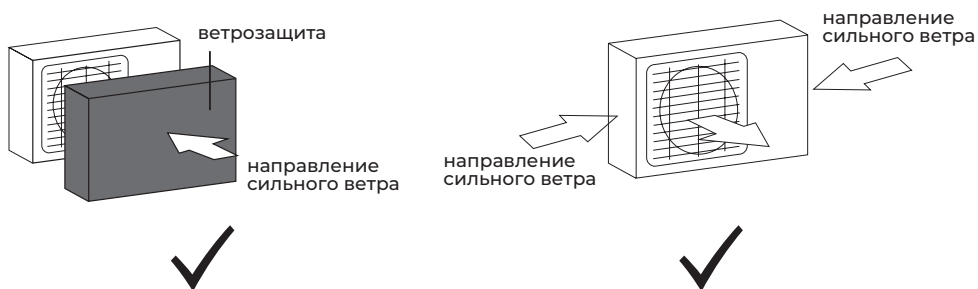 ветрозащита
направление
сильного ветра
направление
сильного ветра
направление
сильного ветра